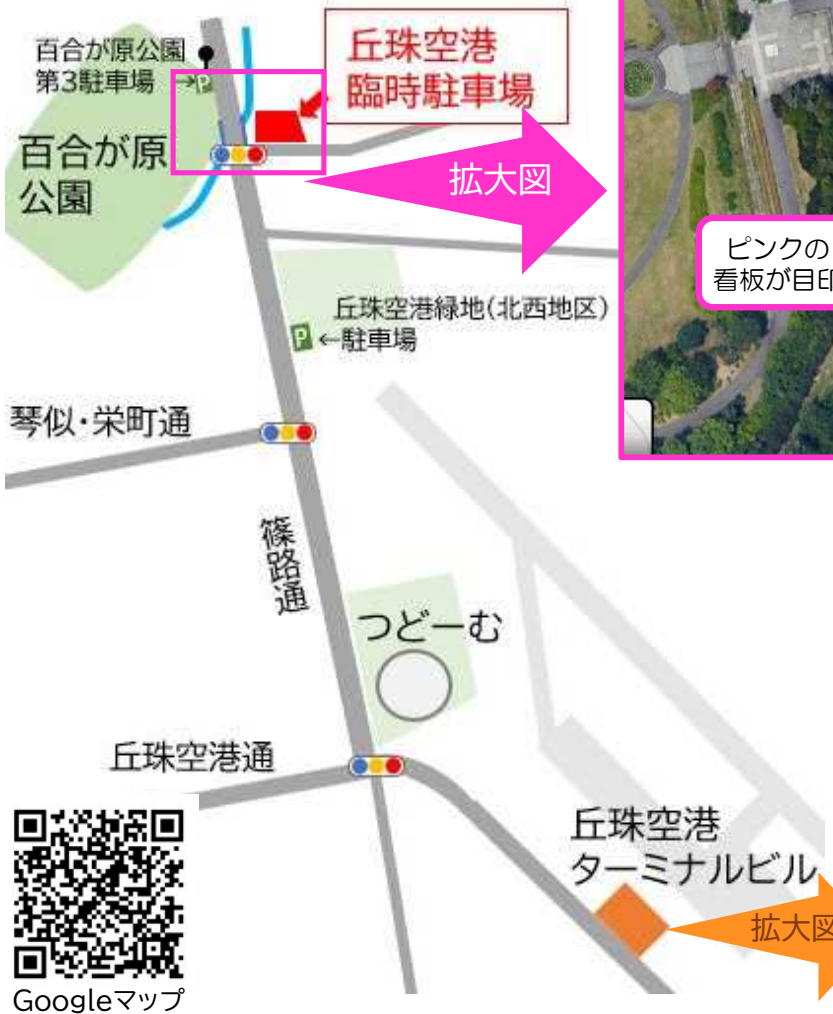 百合が原公園
第3駐車場 →P
丘珠空港
臨時駐車場
百合が原
公園
拡大図
ピンクの
看板が目印
丘珠空港緑地(北西地区)
P ←駐車場
琴似・栄町通
篠路通
つどーむ
丘珠空港通
丘珠空港
ターミナルビル
拡大図
Googleマップ